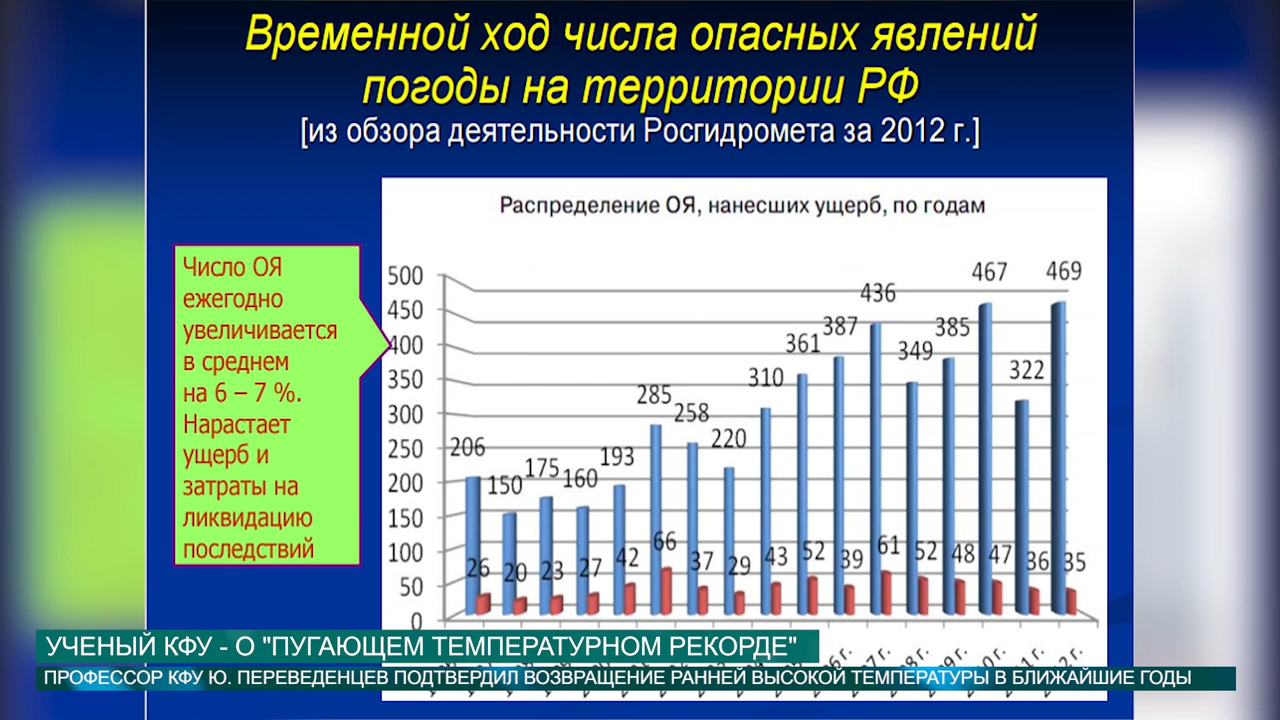 Временной ход числа опасных явлений
погоды на территории РФ
[из обзора деятельности Росгидромета за 2012 г.]
Распределение ОЯ, нанесших ущерб, по годам
Число ОЯ
ежегодно
увеличивается
в среднем
на 6 – 7 %.
Нарастает
ущерб и
затраты на
ликвидацию
последствий
500
450
400
350
300
250
200
150
100
50
0
206 150 175 160 193 285 258 220 310 361 387 436 349 385 467 322 469
26 20 23 27 42 66 37 29 43 52 39 61 52 48 47 36 35
УЧЕНЫЙ КФУ - О "ПУГАЮЩЕМ ТЕМПЕРАТУРНОМ РЕКОРДЕ"
ПРОФЕССОР КФУ Ю. ПЕРЕВЕДЕНЦЕВ ПОДТВЕРДИЛ ВОЗВРАЩЕНИЕ РАННЕЙ ВЫСОКОЙ ТЕМПЕРАТУРЫ В БЛИЖАЙШИЕ ГОДЫ